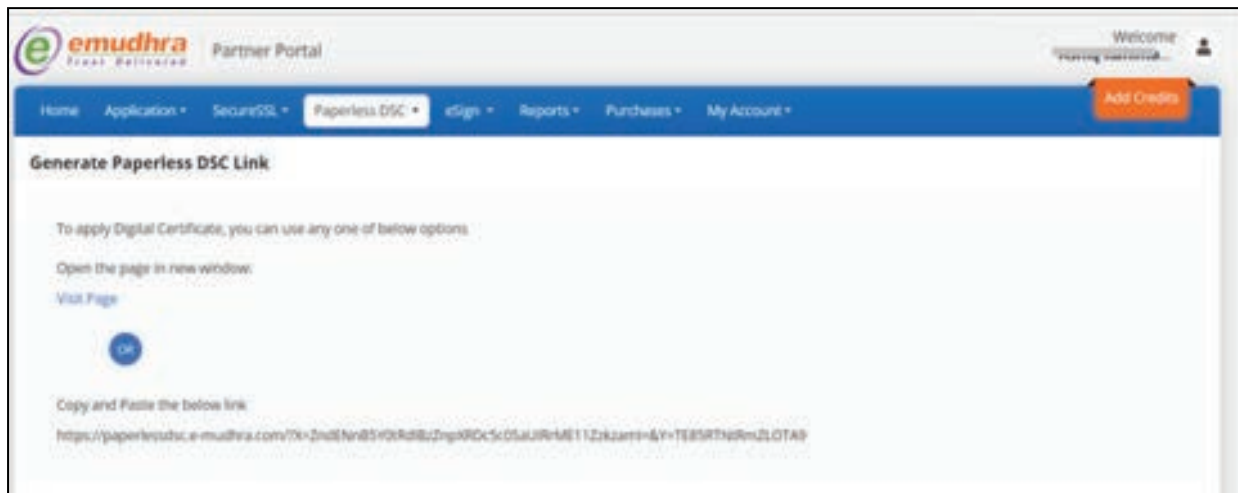 emudhra
Trust Delivered
Partner Portal
Welcome
Home Application SecureSSL Paperless DSC eSign Reports Purchases My Account
Add Credits
Generate Paperless DSC Link
To apply Digital Certificate, you can use any one of below options
Open the page in new window:
Visit Page
OR
Copy and Paste the below link